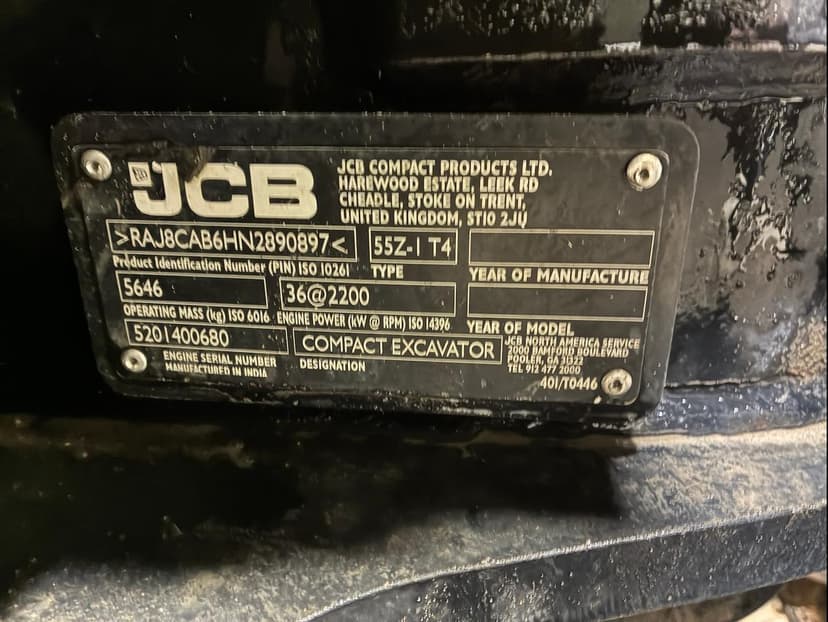 JCB
JCB COMPACT PRODUCTS LTD.
HAREWOOD ESTATE, LEEK RD
CHEADLE, STOKE ON TRENT,
UNITED KINGDOM, ST10 2JU
>RAJ8CAB6HN2890897<
55Z-1 T4
Product Identification Number (PIN) ISO 10261
TYPE
YEAR OF MANUFACTURE
5646
36@2200
OPERATING MASS (kg) ISO 6016
ENGINE POWER (kW @ RPM) ISO 14396
YEAR OF MODEL
5201400680
COMPACT EXCAVATOR
JCB NORTH AMERICA SERVICE
2000 BAMFORD BOULEVARD
POOLER, GA 31322
TEL 912 477 2000
ENGINE SERIAL NUMBER
MANUFACTURED IN INDIA
DESIGNATION
401/T0446